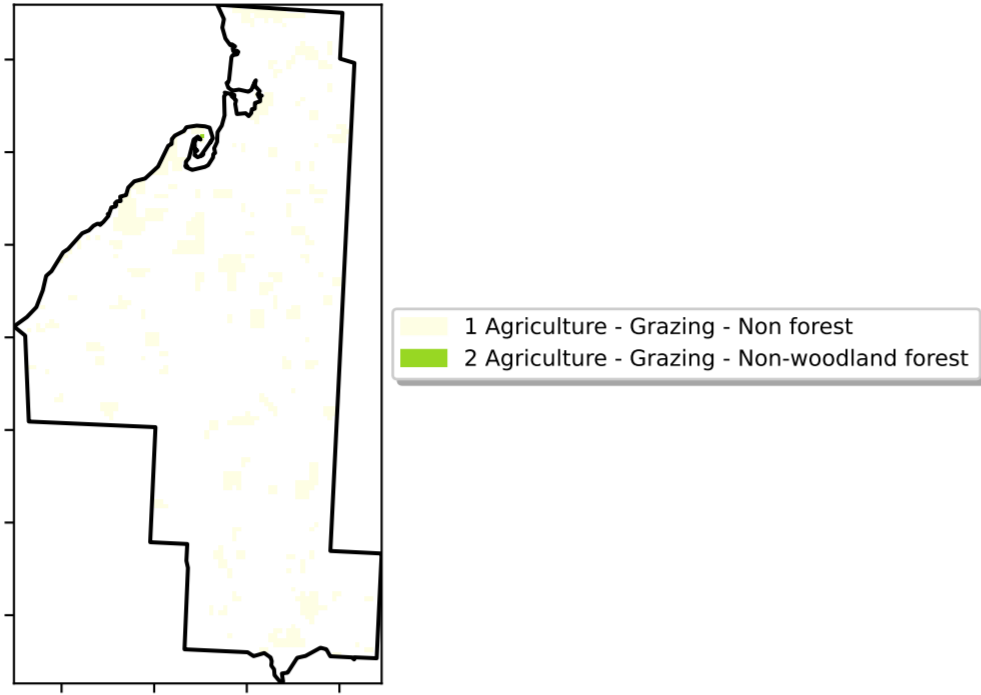 1 Agriculture - Grazing - Non forest
2 Agriculture - Grazing - Non-woodland forest